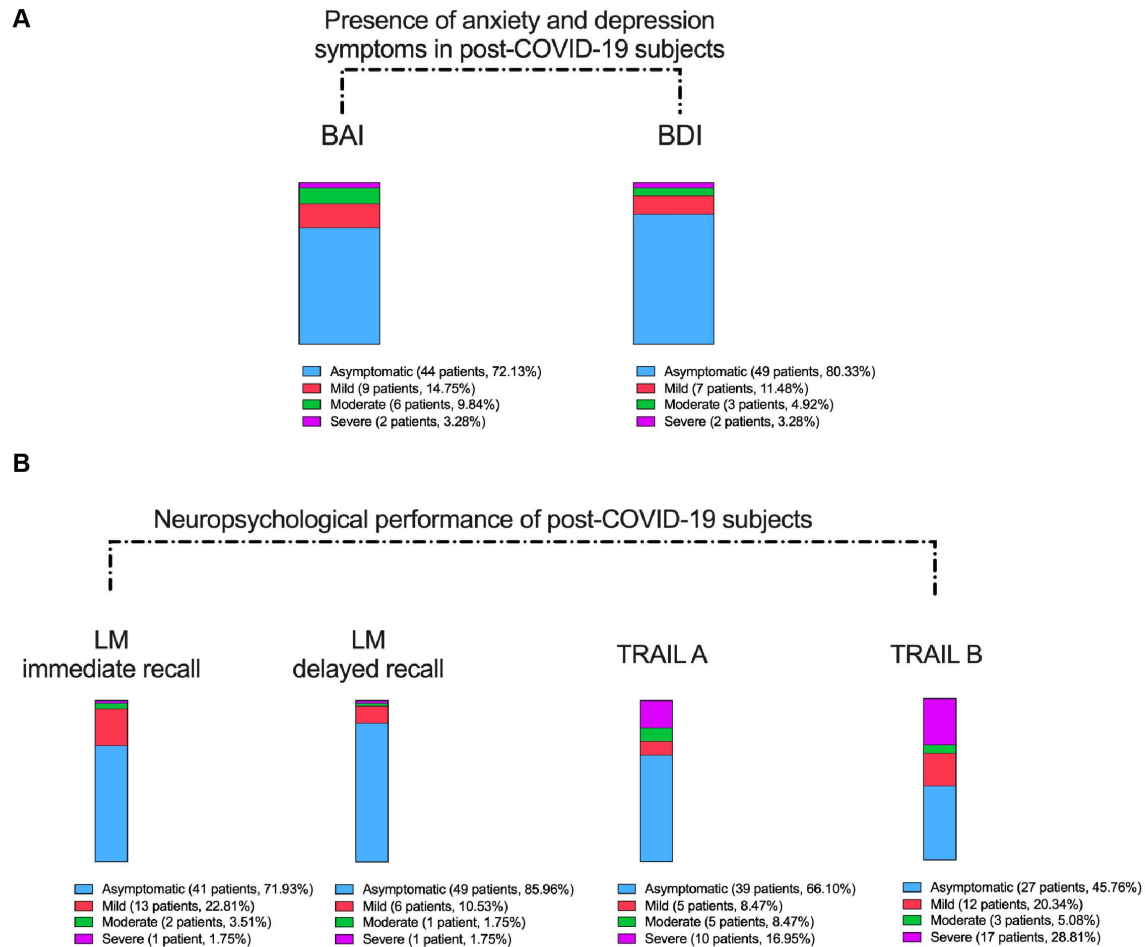 A
Presence of anxiety and depression
symptoms in post-COVID-19 subjects
BAI
BDI
Asymptomatic (44 patients, 72.13%)
Mild (9 patients, 14.75%)
Moderate (6 patients, 9.84%)
Severe (2 patients, 3.28%)
Asymptomatic (49 patients, 80.33%)
Mild (7 patients, 11.48%)
Moderate (3 patients, 4.92%)
Severe (2 patients, 3.28%)
B
Neuropsychological performance of post-COVID-19 subjects
LM
immediate recall
LM
delayed recall
TRAIL A
TRAIL B
Asymptomatic (41 patients, 71.93%)
Mild (13 patients, 22.81%)
Moderate (2 patients, 3.51%)
Severe (1 patient, 1.75%)
Asymptomatic (49 patients, 85.96%)
Mild (6 patients, 10.53%)
Moderate (1 patient, 1.75%)
Severe (1 patient, 1.75%)
Asymptomatic (39 patients, 66.10%)
Mild (5 patients, 8.47%)
Moderate (5 patients, 8.47%)
Severe (10 patients, 16.95%)
Asymptomatic (27 patients, 45.76%)
Mild (12 patients, 20.34%)
Moderate (3 patients, 5.08%)
Severe (17 patients, 28.81%)